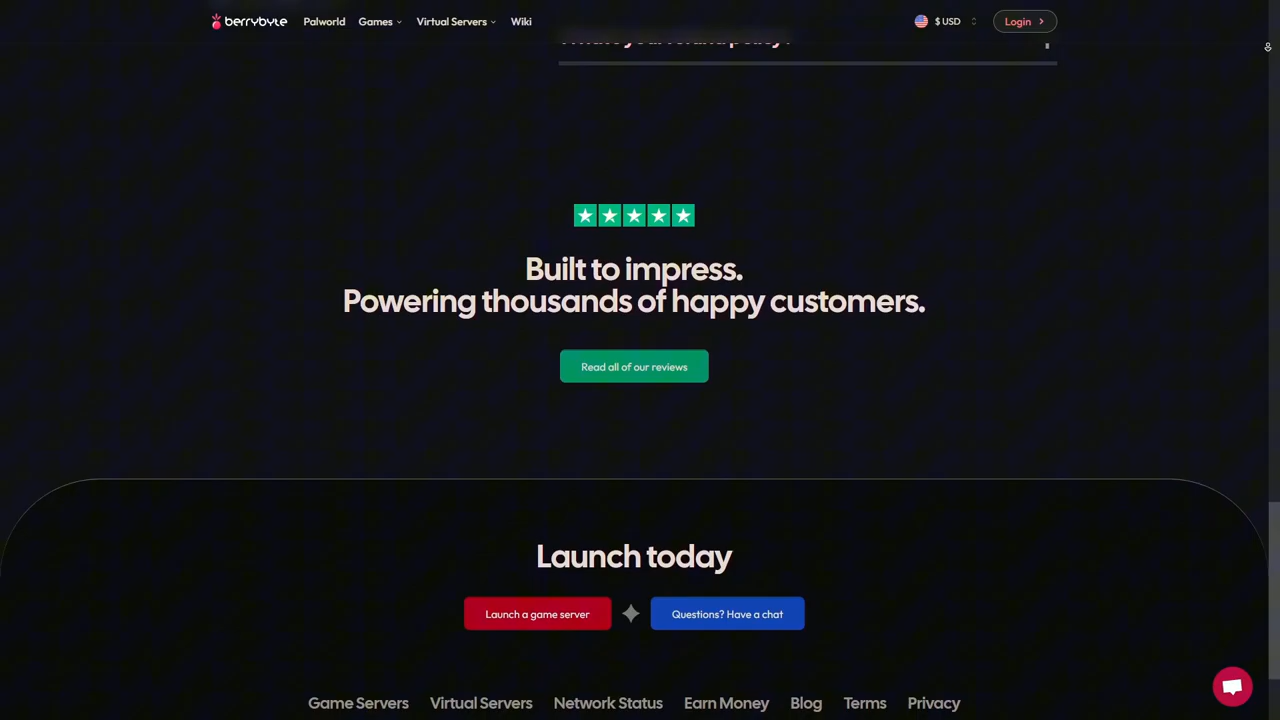 berrybyte Palworld Games Virtual Servers Wiki $ USD Login
Built to impress.
Powering thousands of happy customers.
Read all of our reviews
Launch today
Launch a game server Questions? Have a chat
Game Servers Virtual Servers Network Status Earn Money Blog Terms Privacy